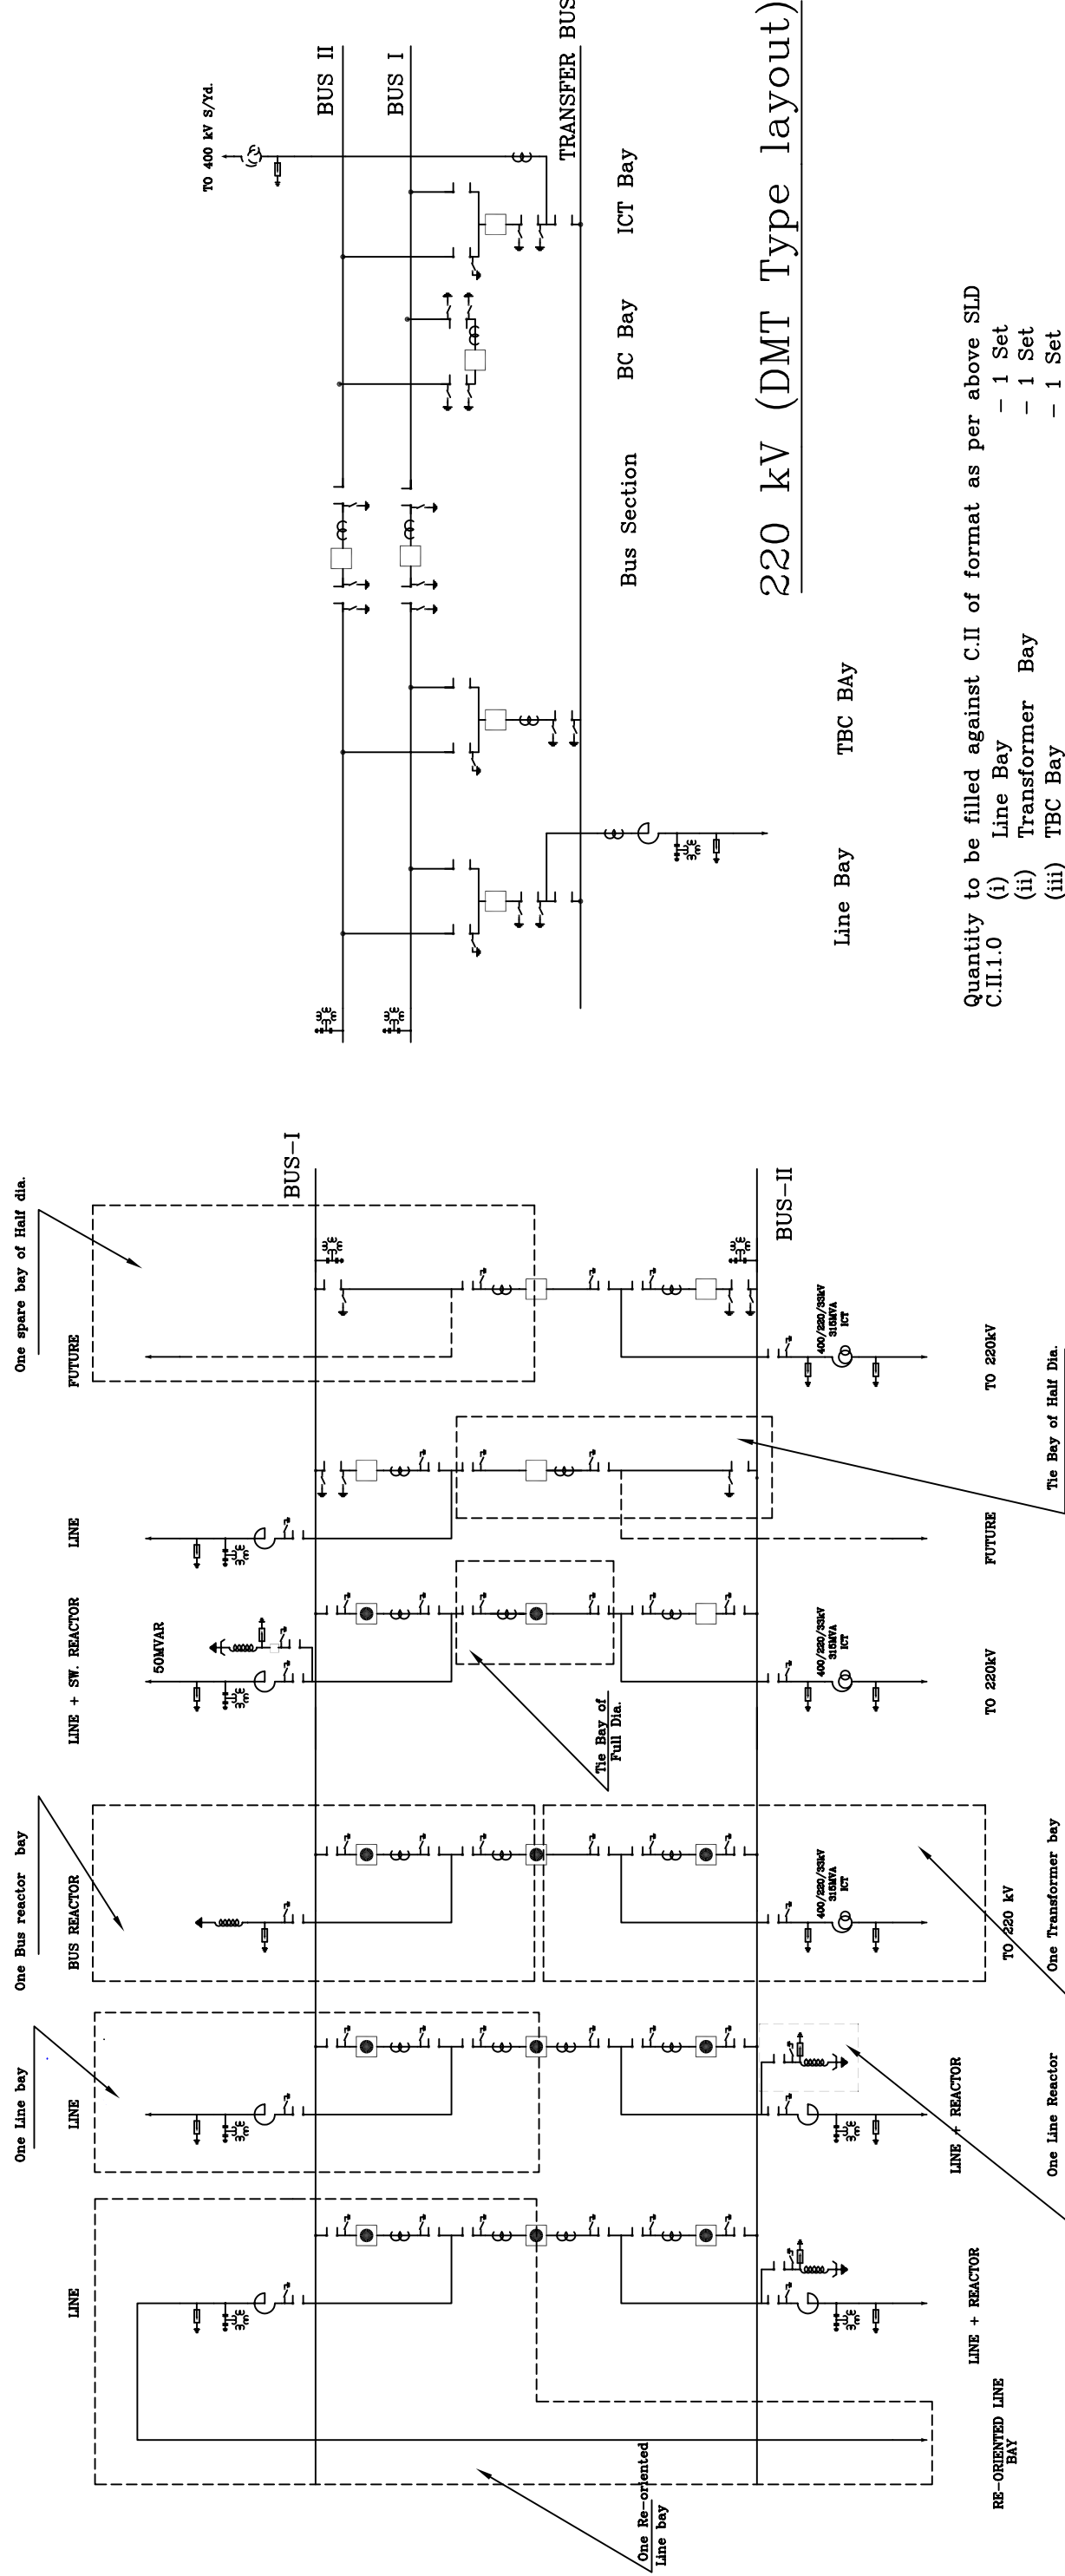 One Re-oriented
Line bay
RE-ORIENTED LINE
BAY
LINE
LINE + REACTOR
One Line bay
LINE
LINE + REACTOR
One Line Reactor
One Bus reactor bay
BUS REACTOR
400/220/33kV
315MVA
ICT
TO 220 kV
One Transformer bay
LINE + SW. REACTOR
50MVAR
Tie Bay of
Full Dia.
400/220/33kV
315MVA
ICT
TO 220kV
LINE
FUTURE
Tie Bay of Half Dia.
One spare bay of Half dia.
FUTURE
400/220/33kV
315MVA
ICT
TO 220kV
BUS-I
BUS-II
TO 400 kV S/Yd.
BUS II
BUS I
TRANSFER BUS
Line Bay
TBC BAy
Bus Section
BC Bay
ICT Bay
220 kV (DMT Type layout)
Quantity to be filled against C.II of format as per above SLD
C.II.1.0 (i) Line Bay - 1 Set
(ii) Transformer Bay - 1 Set
(iii) TBC Bay - 1 Set